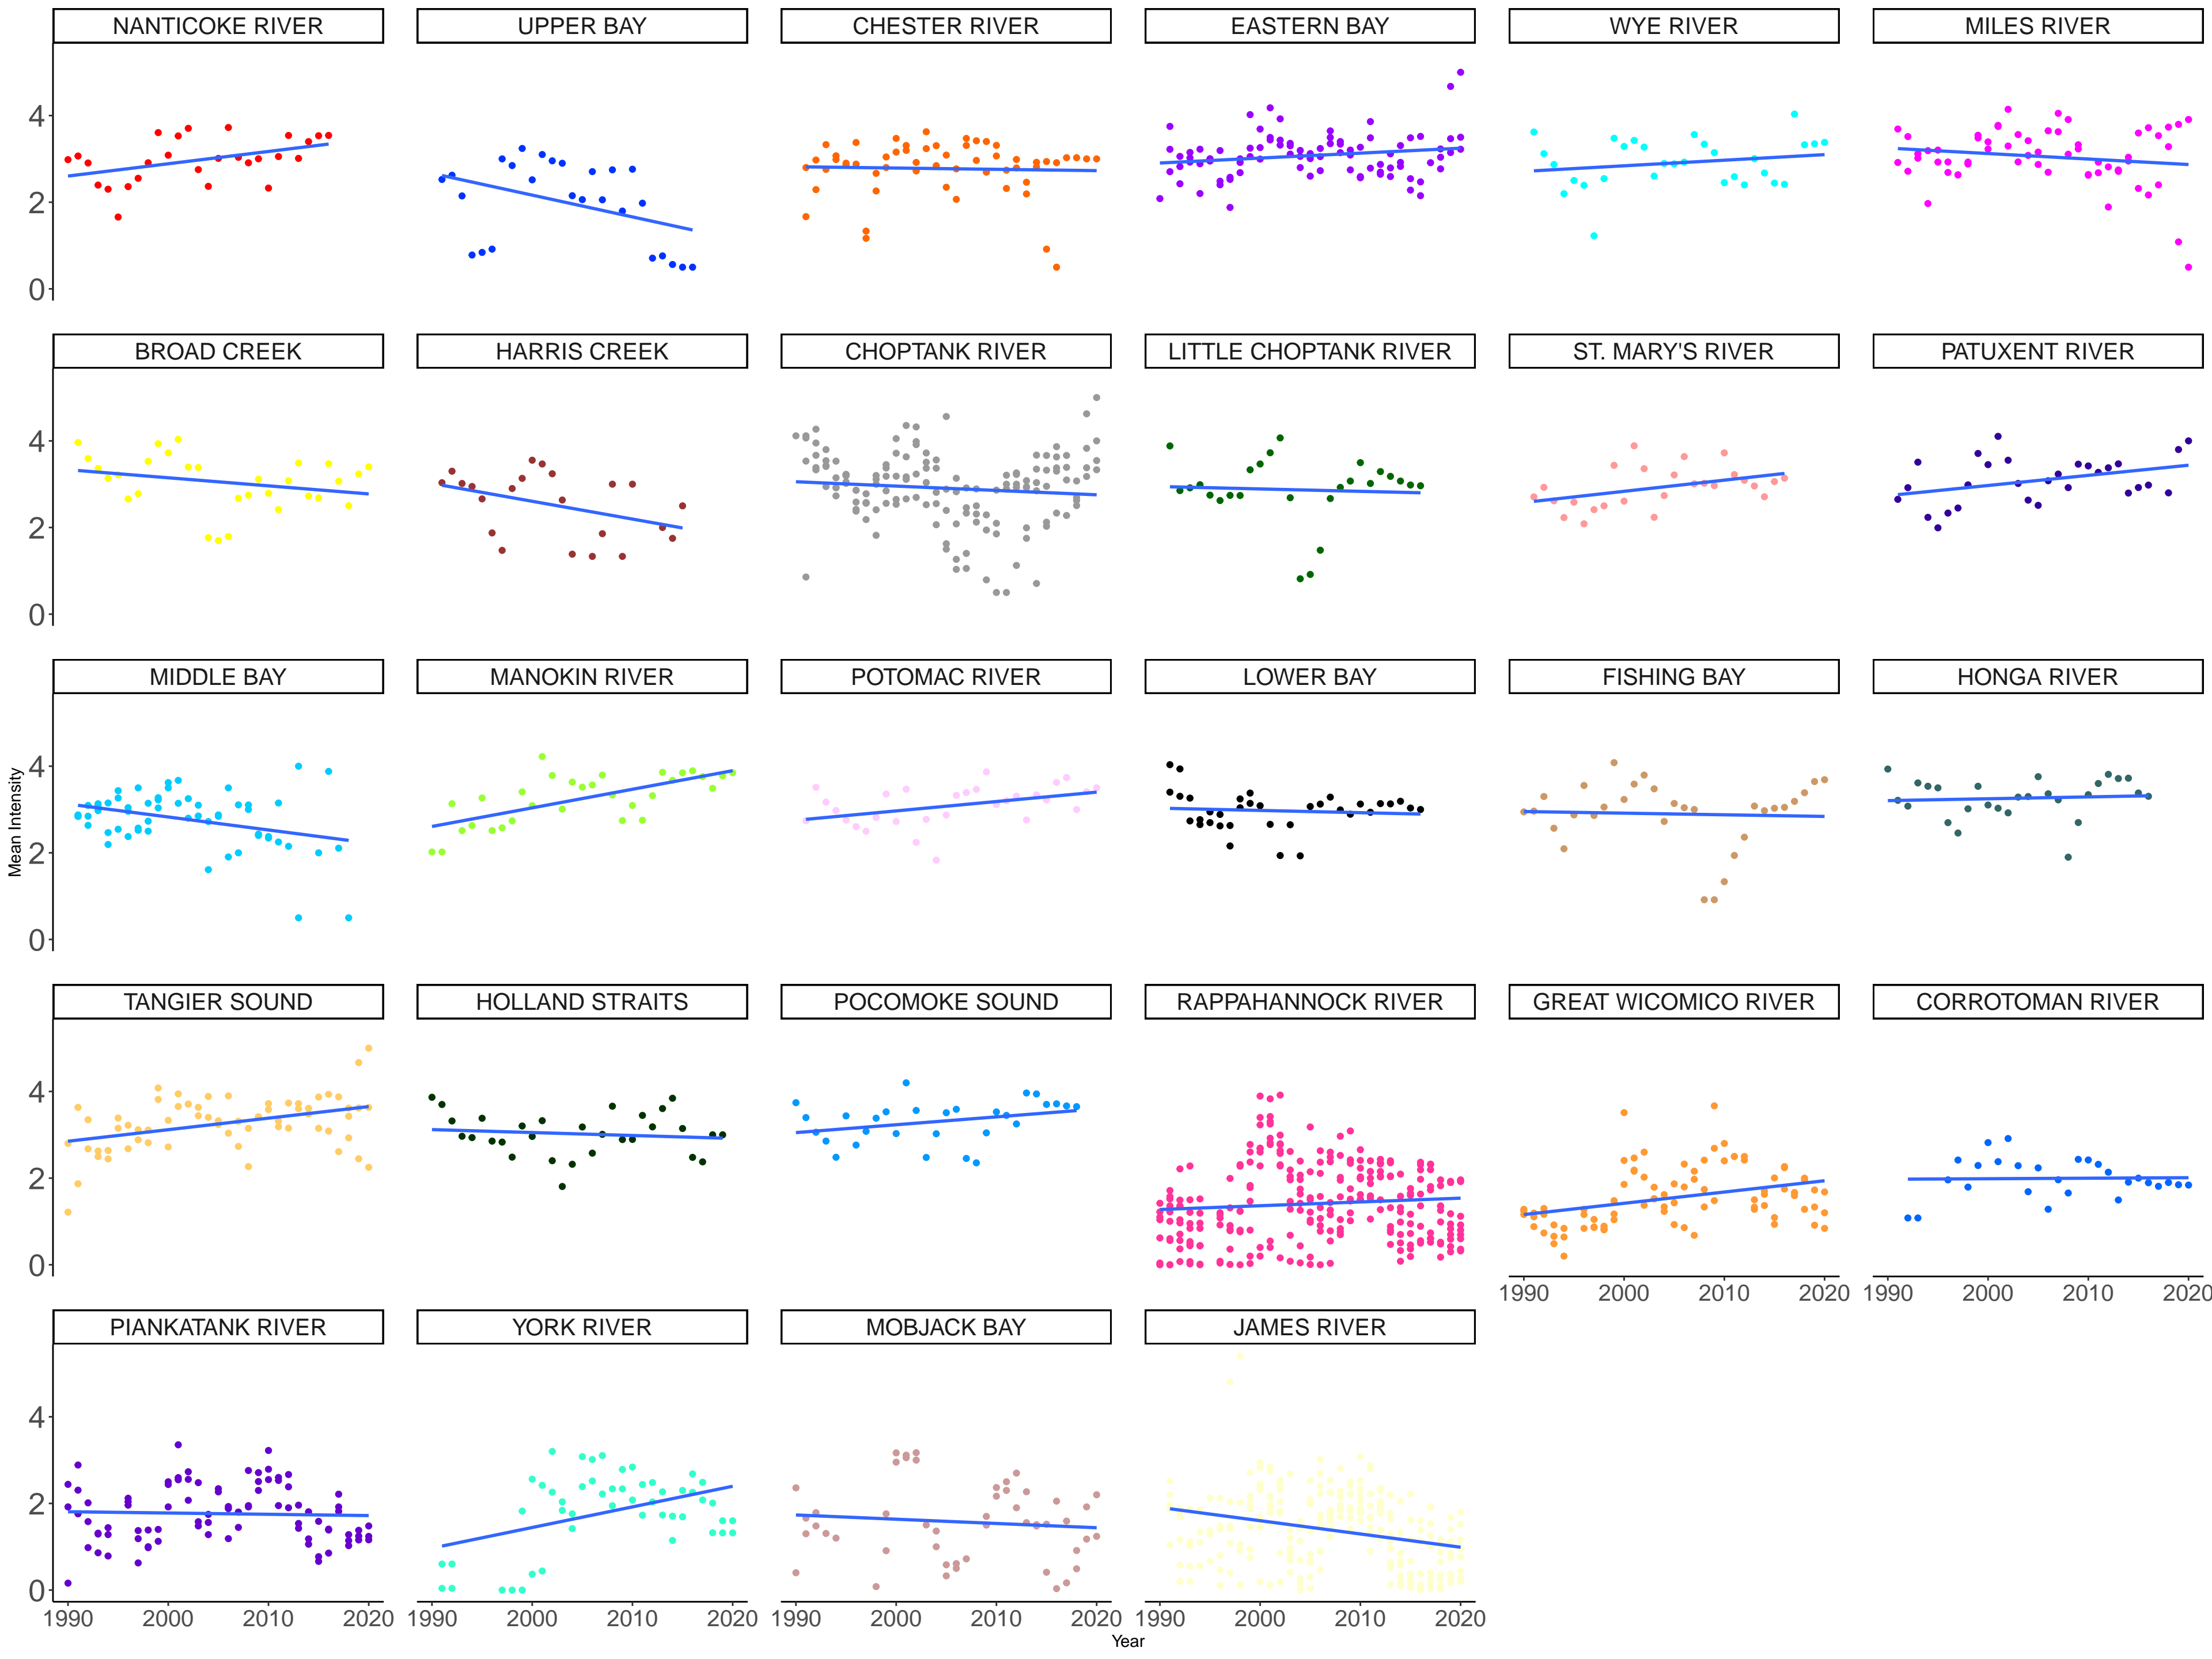 NANTICOKE RIVER UPPER BAY CHESTER RIVER EASTERN BAY WYE RIVER MILES RIVER
4
2
0
BROAD CREEK HARRIS CREEK CHOPTANK RIVER LITTLE CHOPTANK RIVER ST. MARY'S RIVER PATUXENT RIVER
4
2
0
MIDDLE BAY MANOKIN RIVER POTOMAC RIVER LOWER BAY FISHING BAY HONGA RIVER
4
2
0
Mean Intensity
TANGIER SOUND HOLLAND STRAITS POCOMOKE SOUND RAPPAHANNOCK RIVER GREAT WICOMICO RIVER CORROTOMAN RIVER
4
2
0
1990 2000 2010 2020 1990 2000 2010 2020
PIANKATANK RIVER YORK RIVER MOBJACK BAY JAMES RIVER
4
2
0
1990 2000 2010 2020 1990 2000 2010 2020 1990 2000 2010 2020 1990 2000 2010 2020
Year